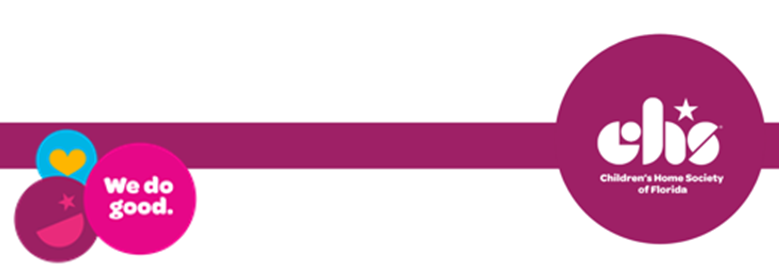 We do
good.
chs
Children's Home Society
of Florida